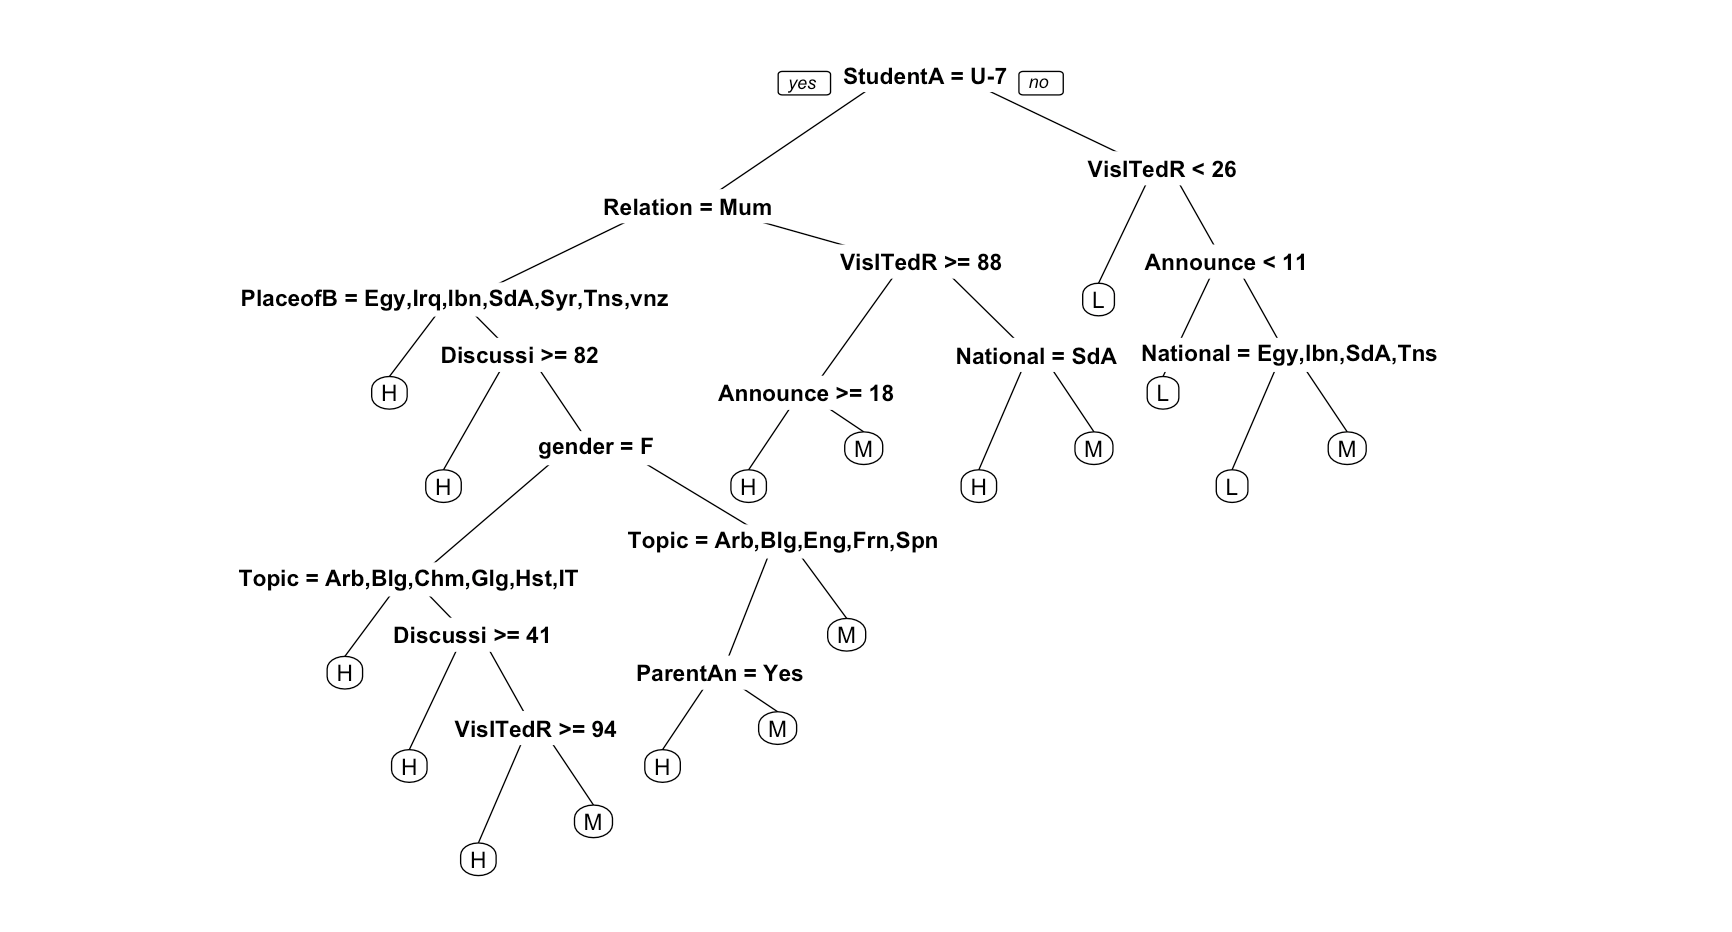 yes StudentA = U-7 no
VisITedR < 26
Relation = Mum
VisITedR >= 88
Announce < 11
PlaceofB = Egy,Irq,lbn,SdA,Syr,Tns,vnz
L
Discussi >= 82
National = SdA
National = Egy,lbn,SdA,Tns
H
Announce >= 18
L
gender = F
M
M
M
H
H
H
L
Topic = Arb,Blg,Eng,Frn,Spn
Topic = Arb,Blg,Chm,Glg,Hst,IT
Discussi >= 41
M
H
ParentAn = Yes
VisITedR >= 94
M
H
H
M
H